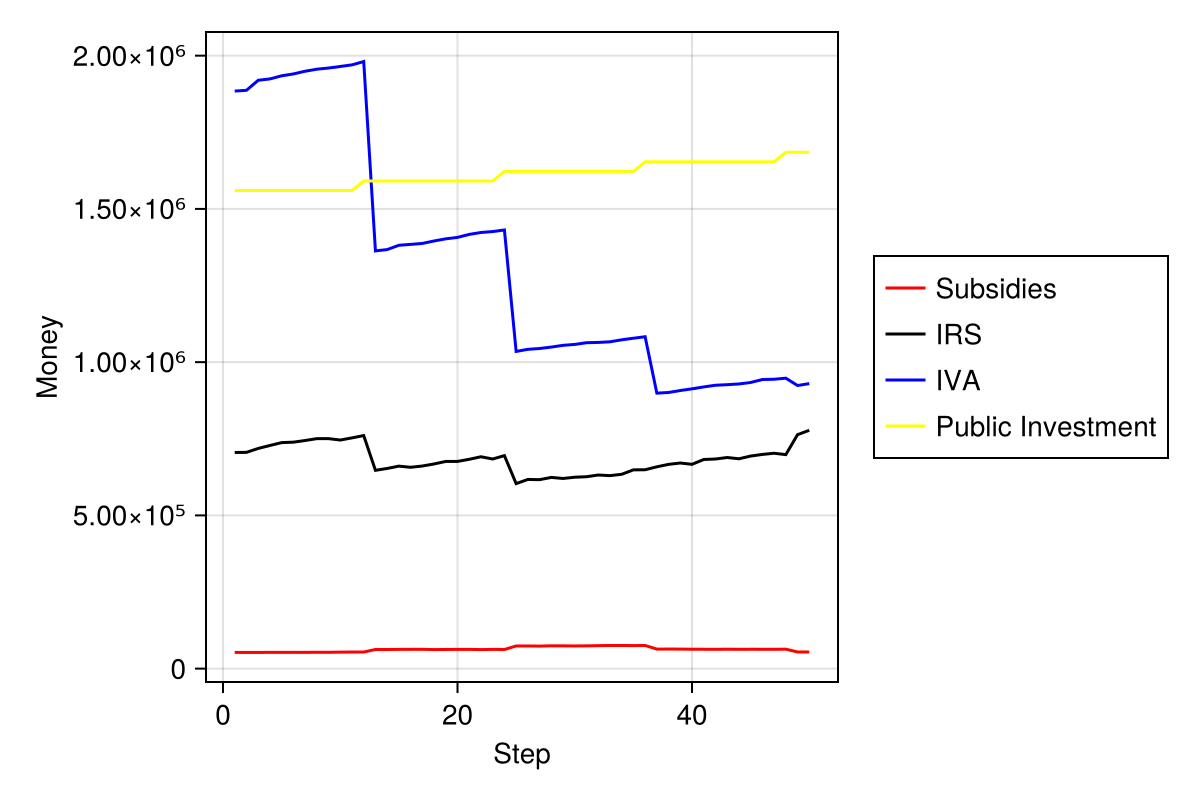 2.00×10⁶
1.50×10⁶
1.00×10⁶
5.00×10⁵
0
Money
0
20
40
Step
Subsidies
IRS
IVA
Public Investment